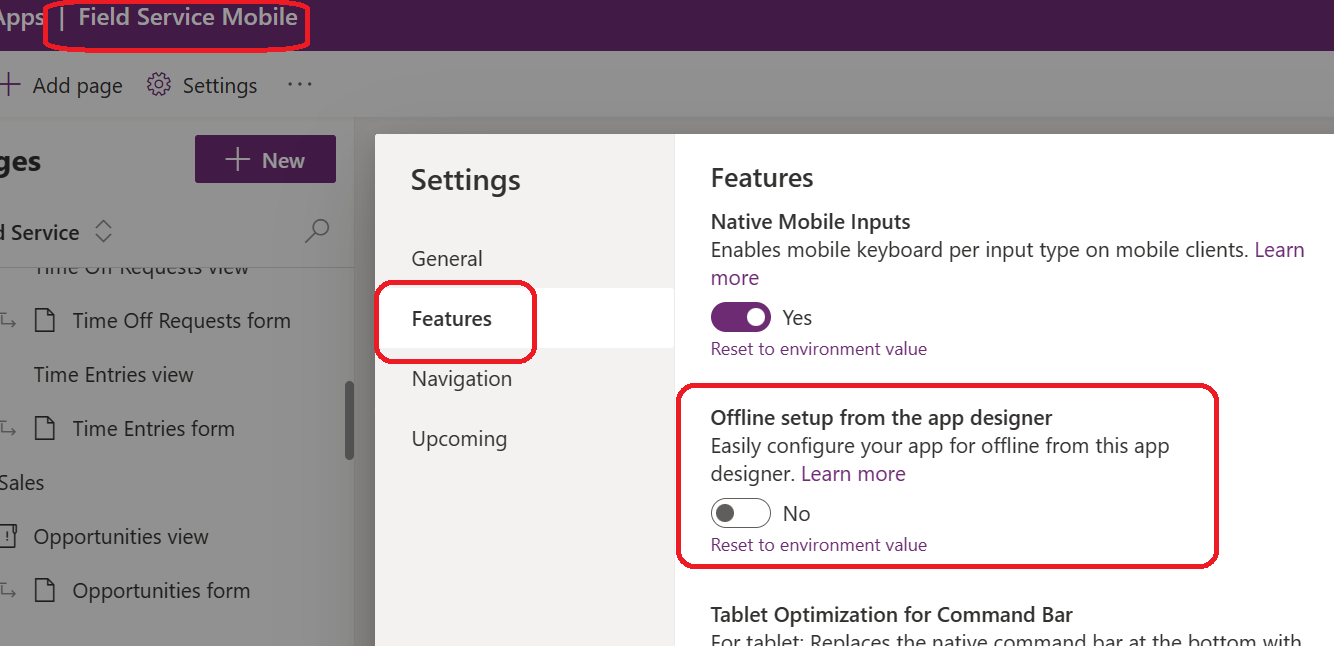 Apps | Field Service Mobile
Add page Settings ...
ges
New
d Service
Time Off Requests view
Time Off Requests form
Time Entries view
Time Entries form
Sales
Opportunities view
Opportunities form
Settings
General
Features
Navigation
Upcoming
Features
Native Mobile Inputs
Enables mobile keyboard per input type on mobile clients. Learn
more
Yes
Reset to environment value
Offline setup from the app designer
Easily configure your app for offline from this app
designer. Learn more
No
Reset to environment value
Tablet Optimization for Command Bar
For tablet: Replaces the native command bar at the bottom with